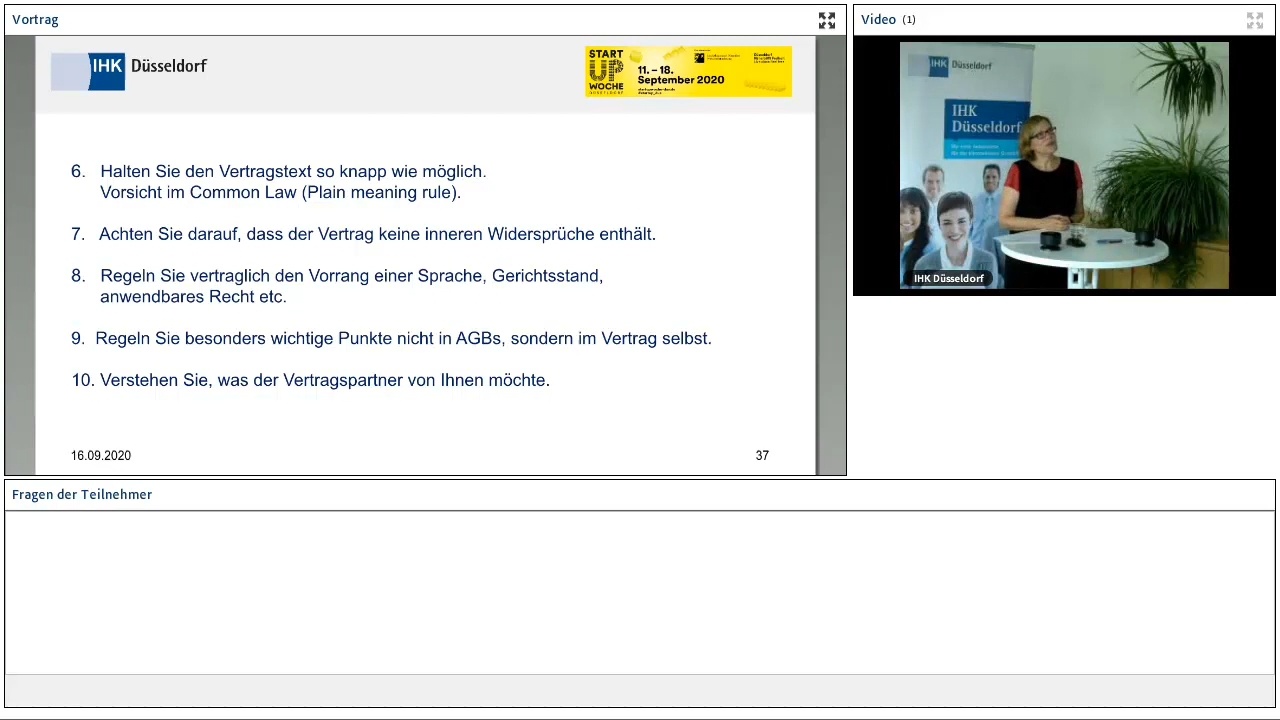 Vortrag
IHK Düsseldorf
START
UP
WOCHE
DÜSSELDORF
11. – 18.
September 2020
6. Halten Sie den Vertragstext so knapp wie möglich.
Vorsicht im Common Law (Plain meaning rule).
7. Achten Sie darauf, dass der Vertrag keine inneren Widersprüche enthält.
8. Regeln Sie vertraglich den Vorrang einer Sprache, Gerichtsstand,
anwendbares Recht etc.
9. Regeln Sie besonders wichtige Punkte nicht in AGBs, sondern im Vertrag selbst.
10. Verstehen Sie, was der Vertragspartner von Ihnen möchte.
16.09.2020
37
Video (1)
IHK Düsseldorf
IHK
Düsseldorf
IHK Düsseldorf
Fragen der Teilnehmer